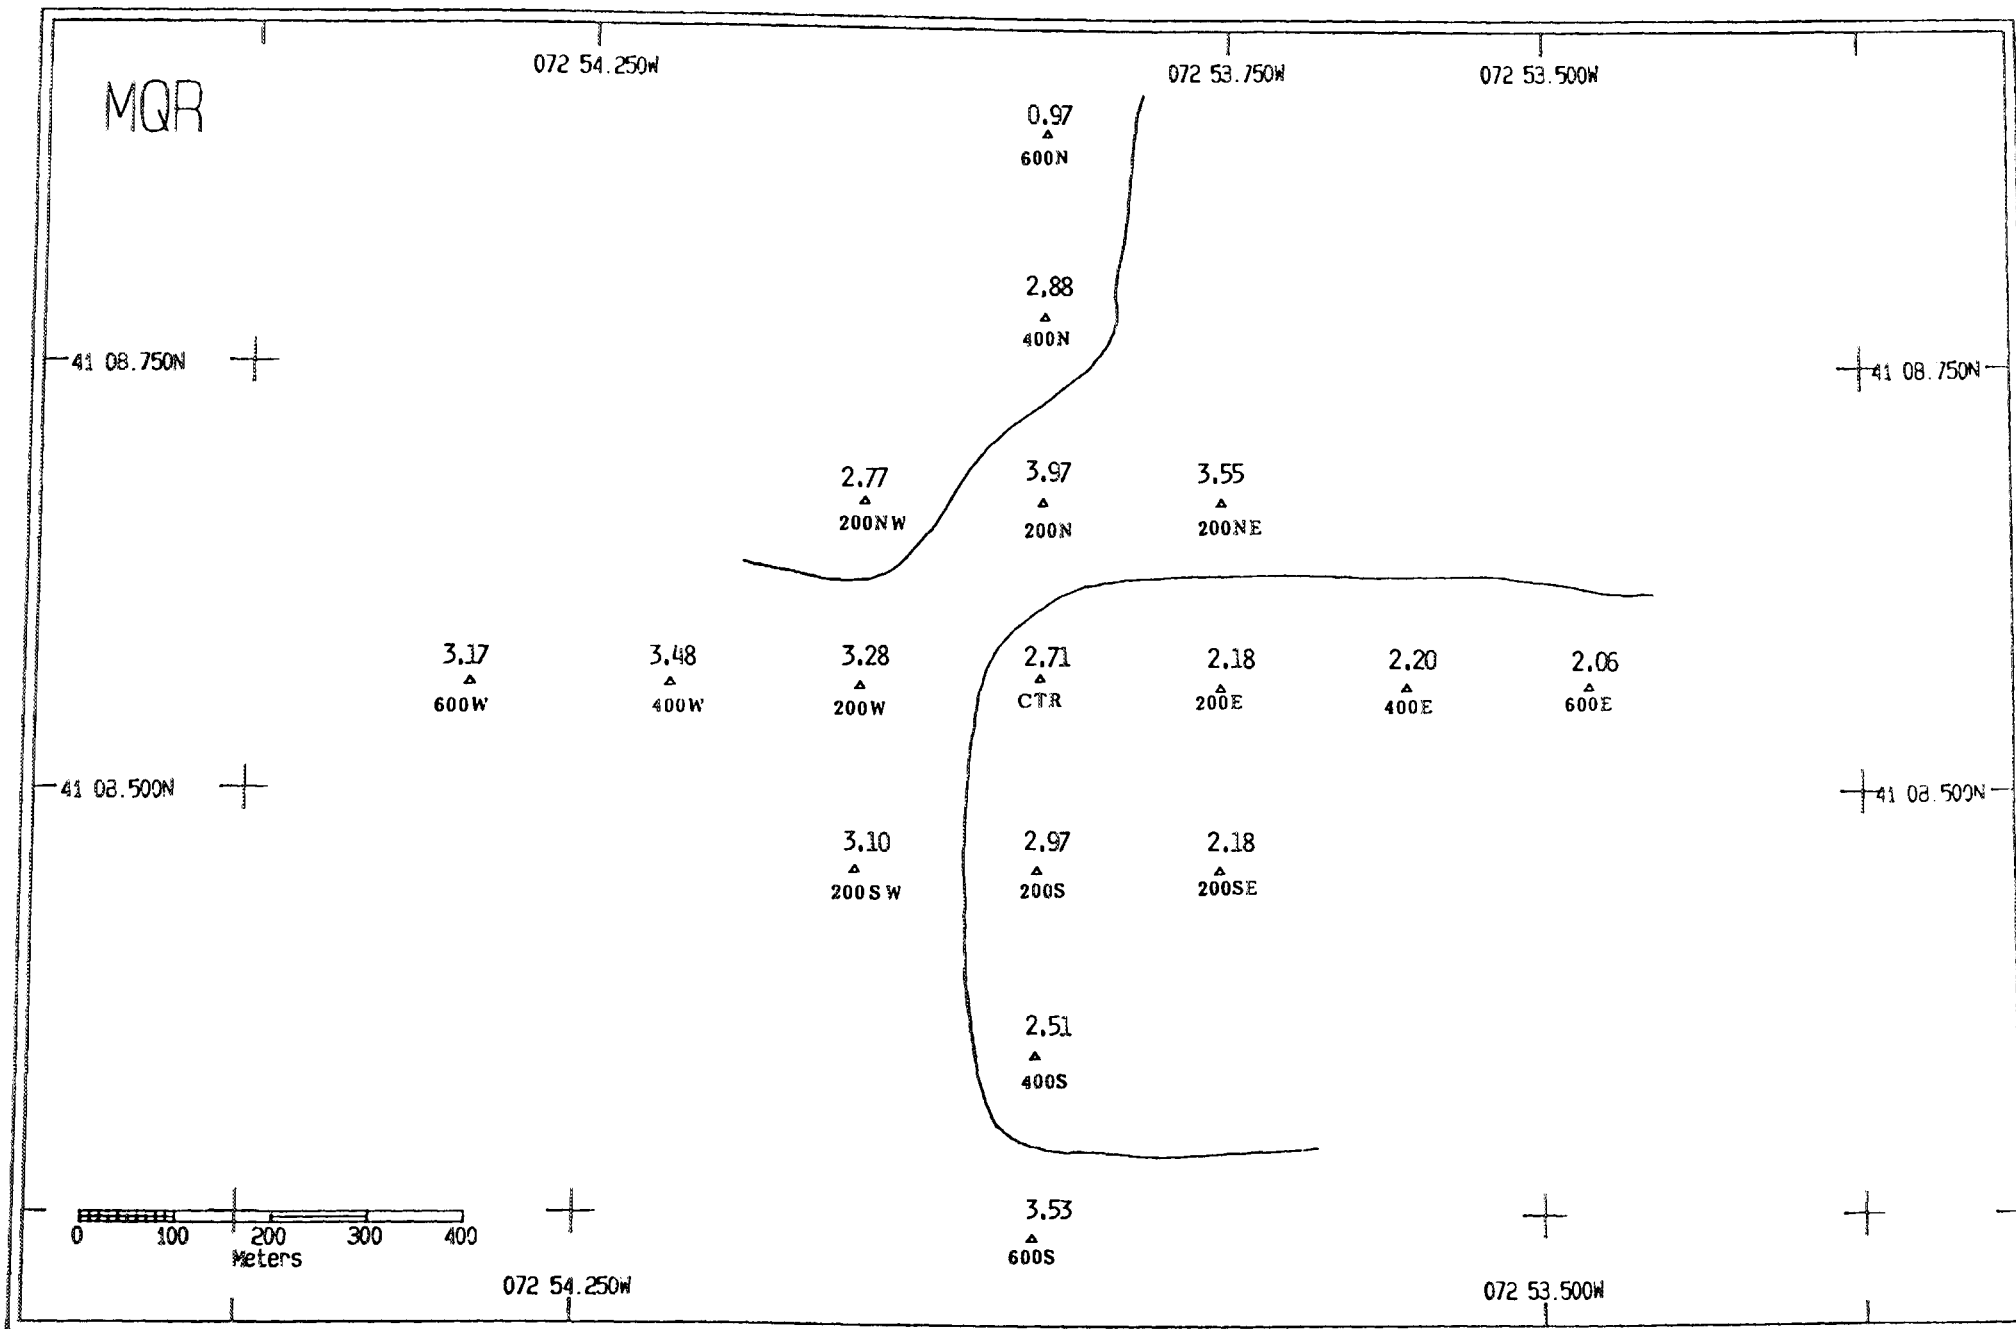 072 54.250W 072 53.750W 072 53.500W
MQR
0.97
600N
2.88
400N
41 08.750N 41 08.750N
2.77 3.97 3.55
200NW 200N 200NE
3.17 3.48 3.28 2.71 2.18 2.20 2.06
600W 400W 200W CTR 200E 400E 600E
41 08.500N 41 08.500N
3.10 2.97 2.18
200SW 200S 200SE
2.51
400S
3.53
600S
0 100 200 300 400
Meters
072 54.250W 072 53.500W